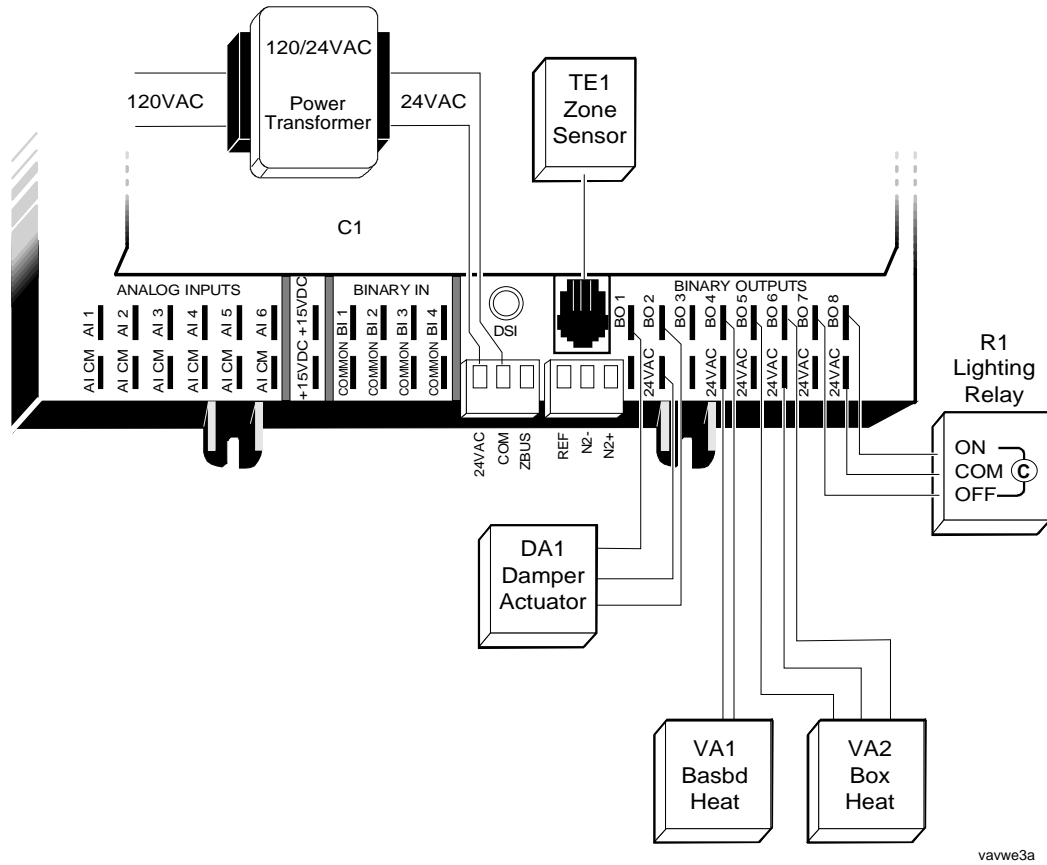 120/24VAC
120VAC
Power
Transformer
24VAC
TE1
Zone
Sensor
C1
ANALOG INPUTS
BINARY IN
DSI
BINARY OUTPUTS
AI 1
AI 2
AI 3
AI 4
AI 5
AI 6
+15VDC
BI 1
BI 2
BI 3
BI 4
BO 1
BO 2
BO 3
BO 4
BO 5
BO 6
BO 7
BO 8
AI CM
AI CM
AI CM
AI CM
AI CM
AI CM
+15VDC
COMMON
COMMON
COMMON
COMMON
24VAC
24VAC
24VAC
24VAC
24VAC
24VAC
24VAC
COM
ZBUS
REF
N2-
N2+
R1
Lighting
Relay
ON
COM
C
OFF
DA1
Damper
Actuator
VA1
Basbd
Heat
VA2
Box
Heat
vavwe3a